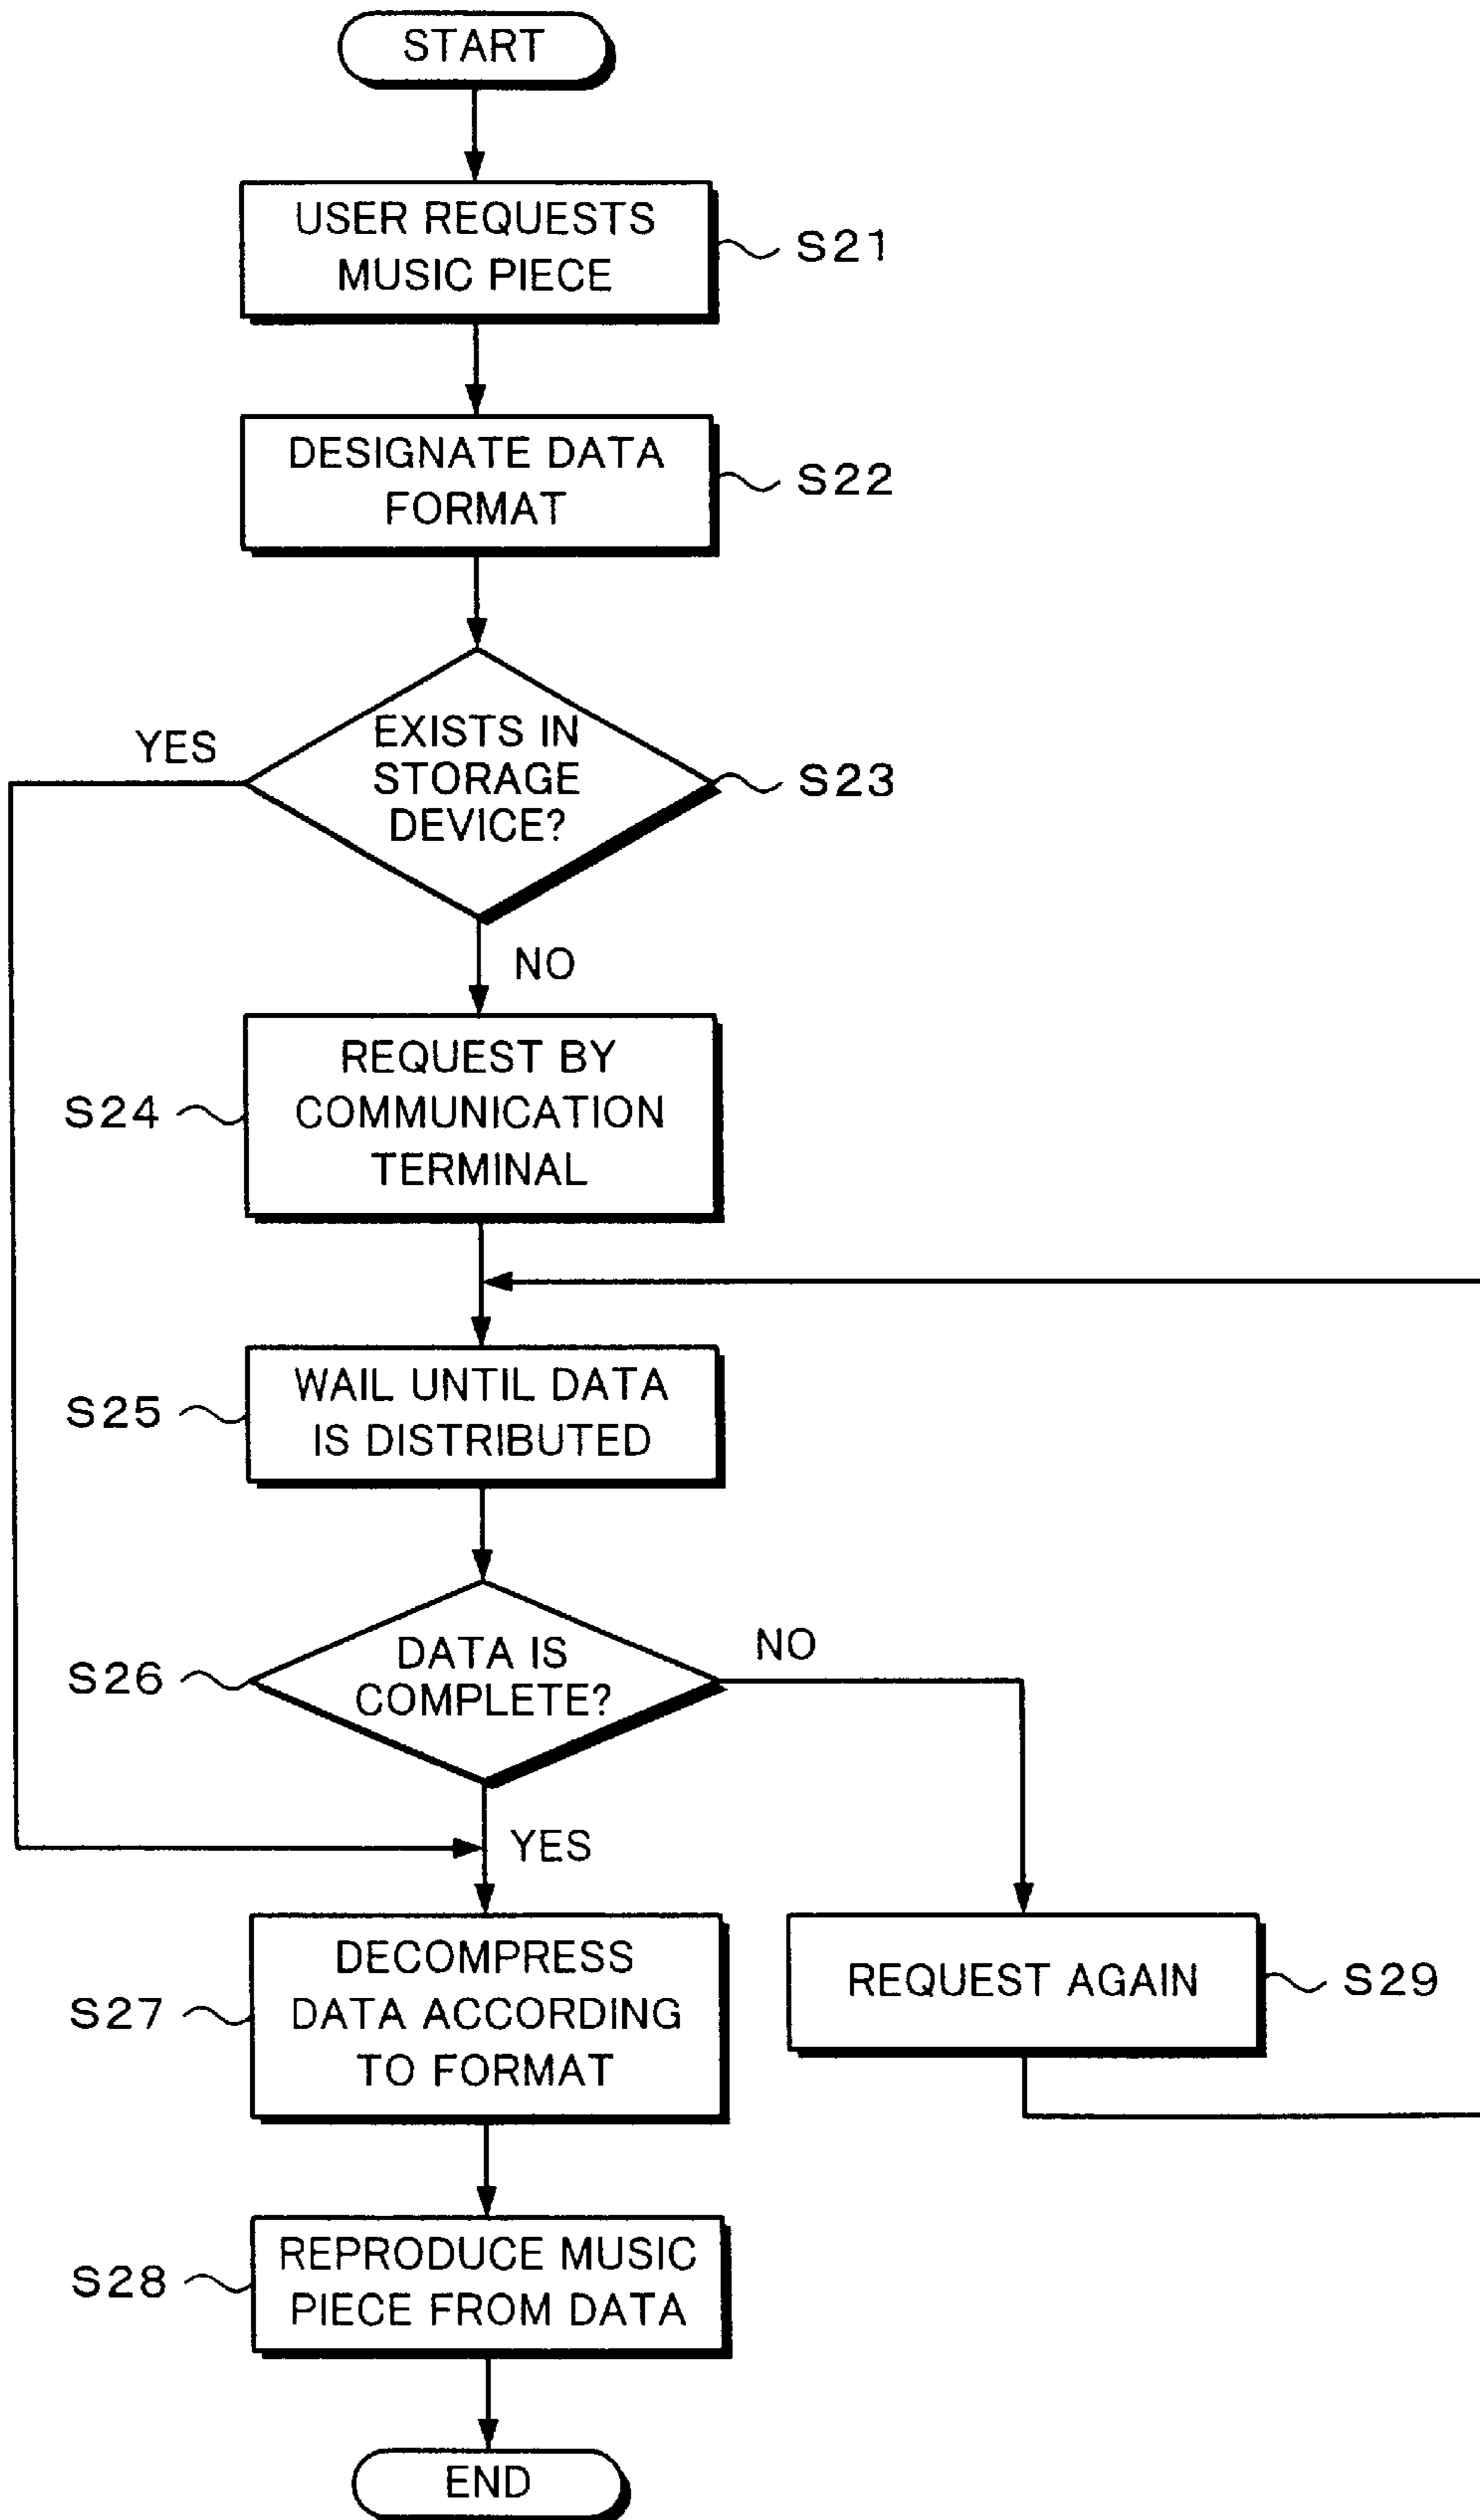 START
USER REQUESTS
MUSIC PIECE
S21
DESIGNATE DATA
FORMAT
S22
YES
EXISTS IN
STORAGE
DEVICE?
S23
NO
S24
REQUEST BY
COMMUNICATION
TERMINAL
S25
WAIL UNTIL DATA
IS DISTRIBUTED
S26
DATA IS
COMPLETE?
NO
YES
S27
DECOMPRESS
DATA ACCORDING
TO FORMAT
REQUEST AGAIN
S29
S28
REPRODUCE MUSIC
PIECE FROM DATA
END